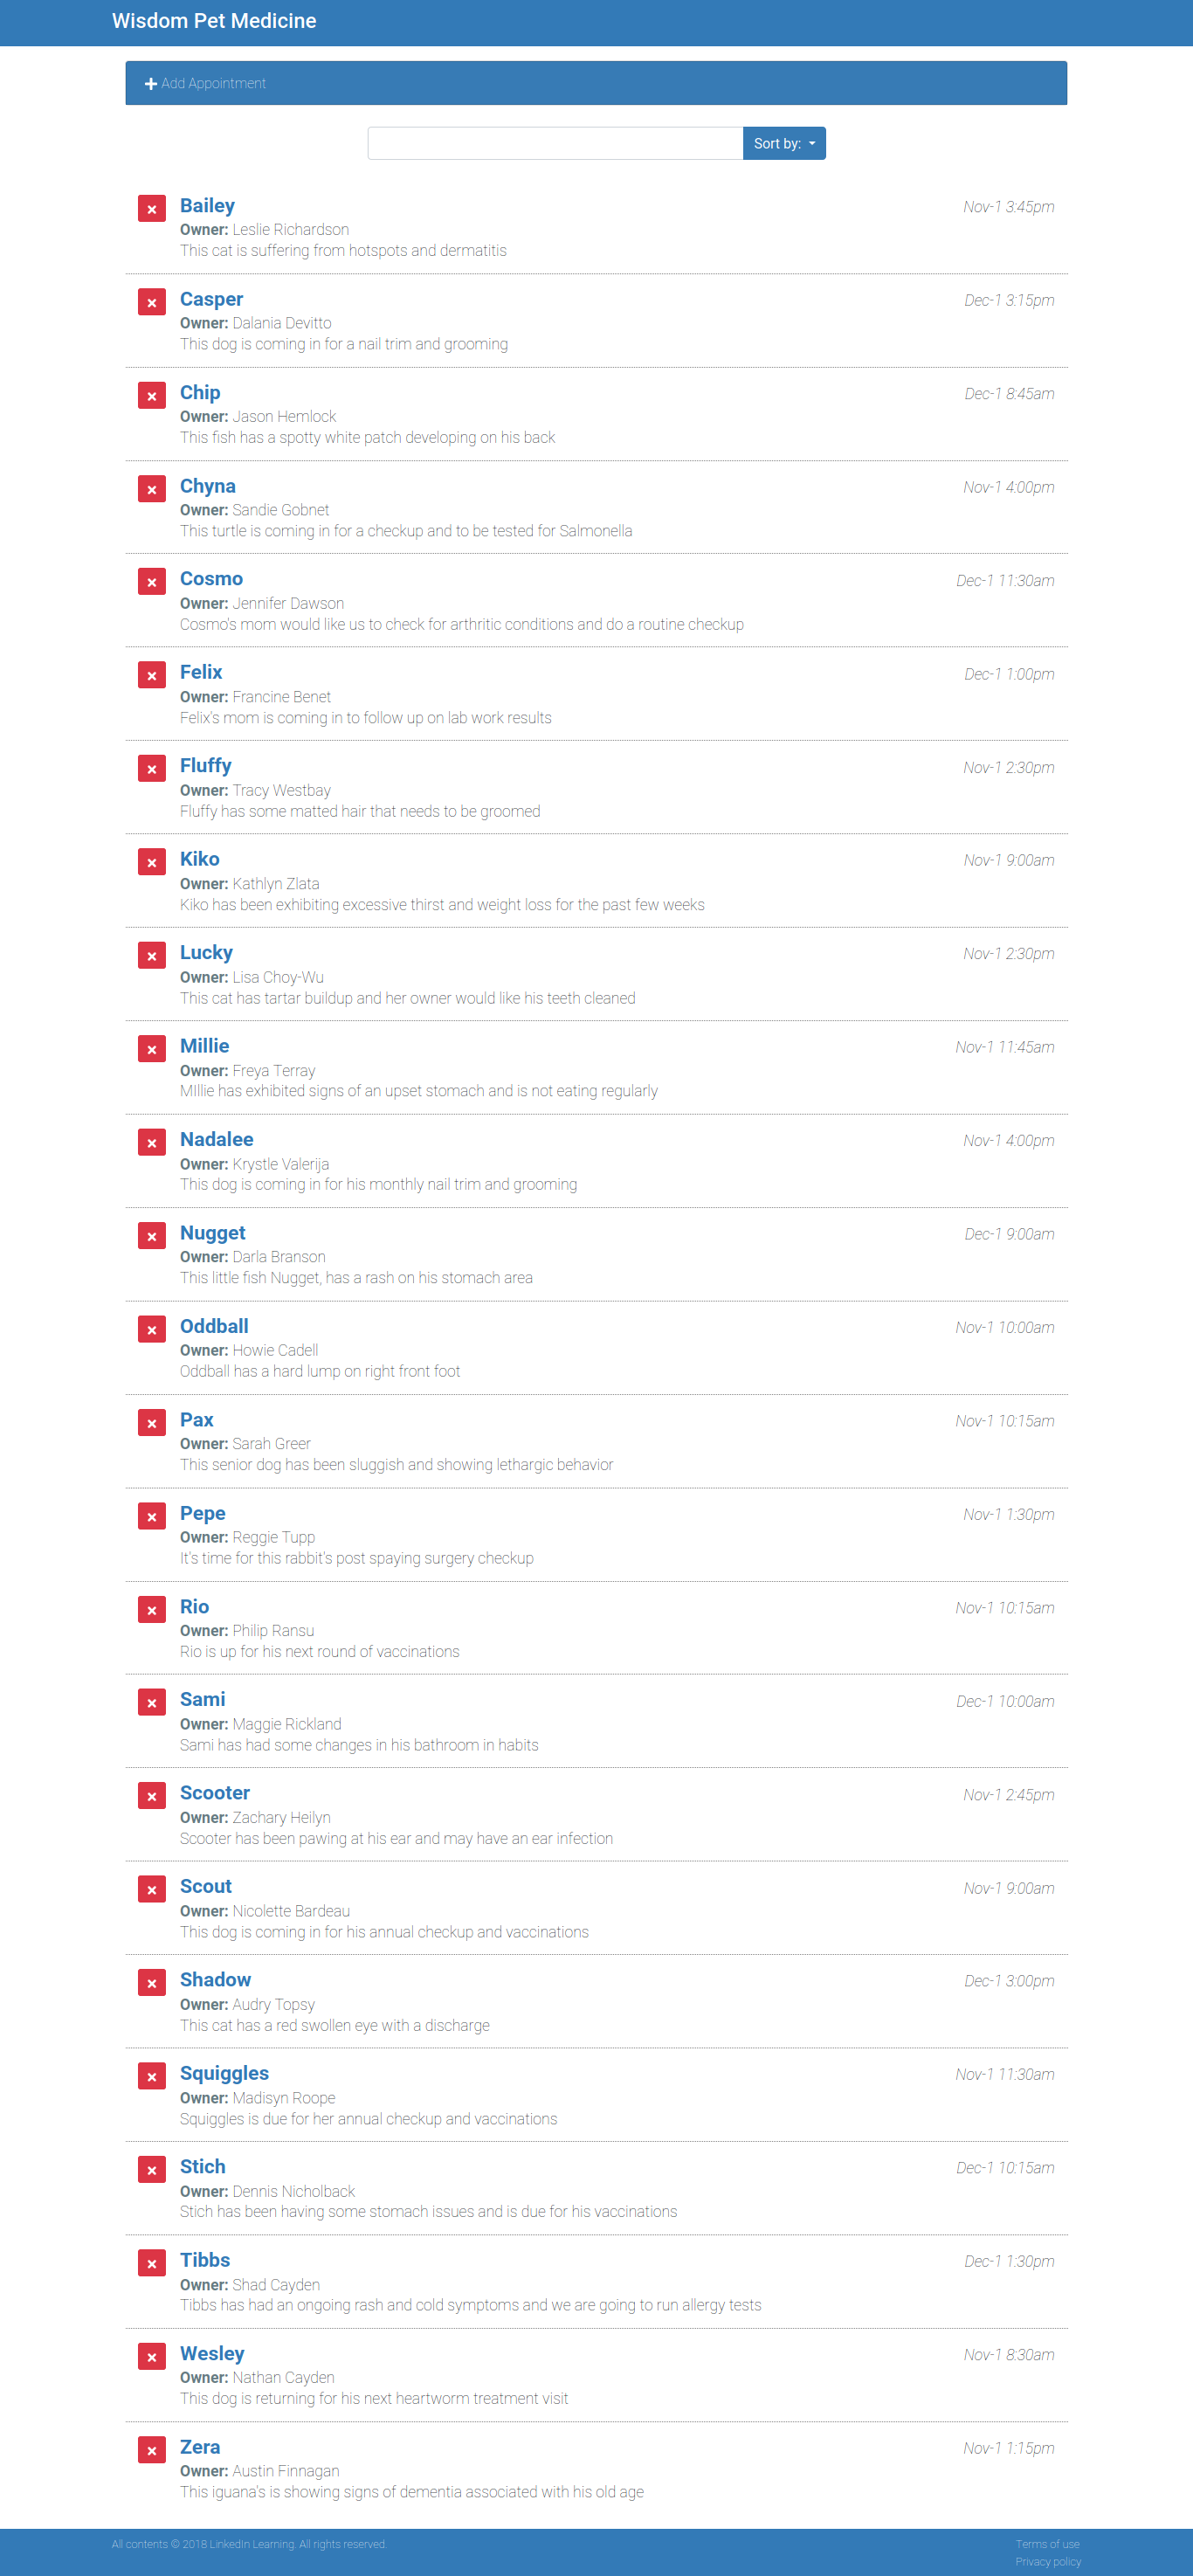 Wisdom Pet Medicine
Add Appointment
Sort by:
Bailey
Nov-1 3:45pm
Owner: Leslie Richardson
This cat is suffering from hotspots and dermatitis
Casper
Dec-1 3:15pm
Owner: Dalania Devitto
This dog is coming in for a nail trim and grooming
Chip
Dec-1 8:45am
Owner: Jason Hemlock
This fish has a spotty white patch developing on his back
Chyna
Nov-1 4:00pm
Owner: Sandie Gobnet
This turtle is coming in for a checkup and to be tested for Salmonella
Cosmo
Dec-1 11:30am
Owner: Jennifer Dawson
Cosmo's mom would like us to check for arthritic conditions and do a routine checkup
Felix
Dec-1 1:00pm
Owner: Francine Benet
Felix's mom is coming in to follow up on lab work results
Fluffy
Nov-1 2:30pm
Owner: Tracy Westbay
Fluffy has some matted hair that needs to be groomed
Kiko
Nov-1 9:00am
Owner: Kathlyn Zlata
Kiko has been exhibiting excessive thirst and weight loss for the past few weeks
Lucky
Nov-1 2:30pm
Owner: Lisa Choy-Wu
This cat has tartar buildup and her owner would like his teeth cleaned
Millie
Nov-1 11:45am
Owner: Freya Terray
MIllie has exhibited signs of an upset stomach and is not eating regularly
Nadalee
Nov-1 4:00pm
Owner: Krystle Valerija
This dog is coming in for his monthly nail trim and grooming
Nugget
Dec-1 9:00am
Owner: Darla Branson
This little fish Nugget, has a rash on his stomach area
Oddball
Nov-1 10:00am
Owner: Howie Cadell
Oddball has a hard lump on right front foot
Pax
Nov-1 10:15am
Owner: Sarah Greer
This senior dog has been sluggish and showing lethargic behavior
Pepe
Nov-1 1:30pm
Owner: Reggie Tupp
It's time for this rabbit's post spaying surgery checkup
Rio
Nov-1 10:15am
Owner: Philip Ransu
Rio is up for his next round of vaccinations
Sami
Dec-1 10:00am
Owner: Maggie Rickland
Sami has had some changes in his bathroom in habits
Scooter
Nov-1 2:45pm
Owner: Zachary Heilyn
Scooter has been pawing at his ear and may have an ear infection
Scout
Nov-1 9:00am
Owner: Nicolette Bardeau
This dog is coming in for his annual checkup and vaccinations
Shadow
Dec-1 3:00pm
Owner: Audry Topsy
This cat has a red swollen eye with a discharge
Squiggles
Nov-1 11:30am
Owner: Madisyn Roope
Squiggles is due for her annual checkup and vaccinations
Stich
Dec-1 10:15am
Owner: Dennis Nicholback
Stich has been having some stomach issues and is due for his vaccinations
Tibbs
Dec-1 1:30pm
Owner: Shad Cayden
Tibbs has had an ongoing rash and cold symptoms and we are going to run allergy tests
Wesley
Nov-1 8:30am
Owner: Nathan Cayden
This dog is returning for his next heartworm treatment visit
Zera
Nov-1 1:15pm
Owner: Austin Finnagan
This iguana's is showing signs of dementia associated with his old age
All contents © 2018 LinkedIn Learning. All rights reserved.
Terms of use
Privacy policy